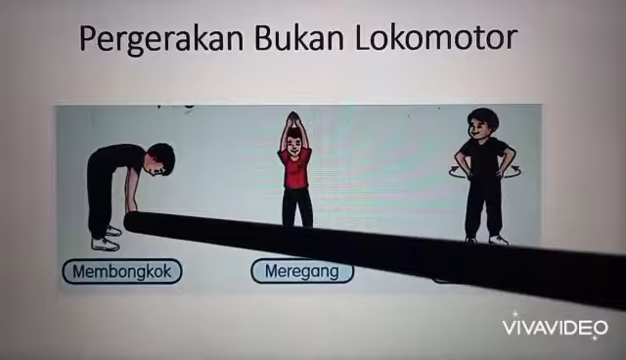 Pergerakan Bukan Lokomotor
Membongkok
Meregang
VIVAVIDEO